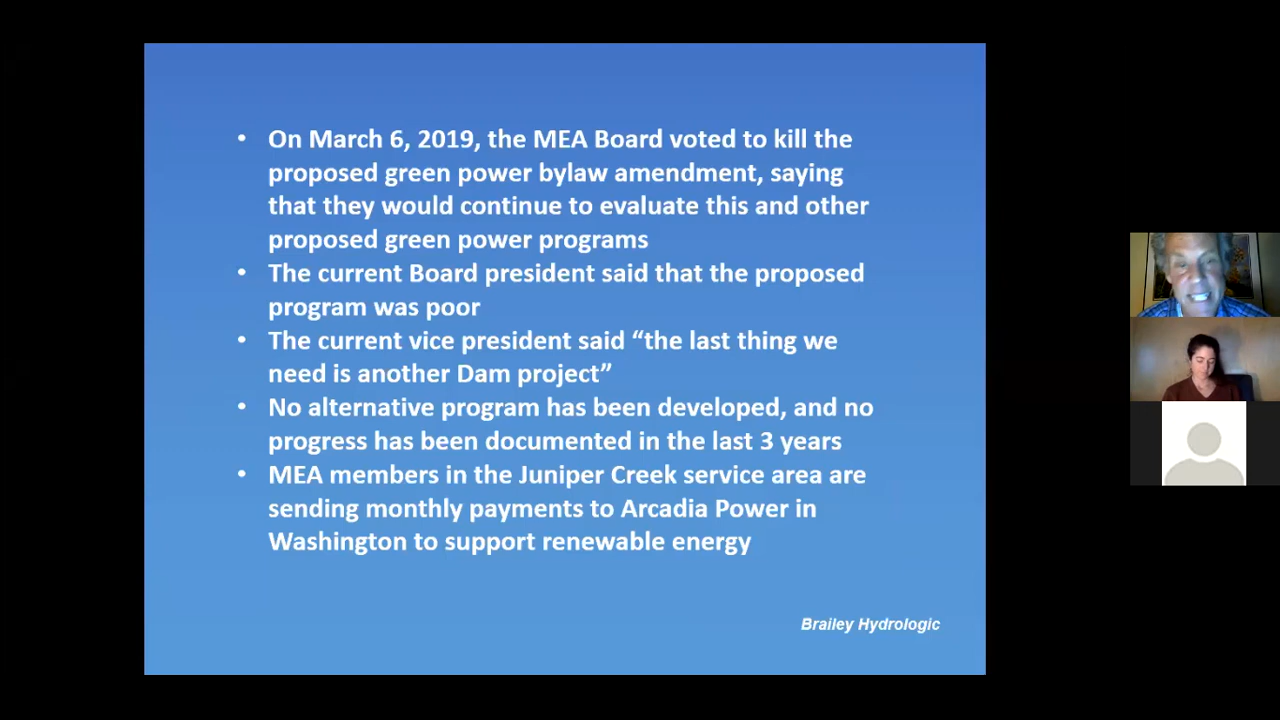 • On March 6, 2019, the MEA Board voted to kill the
proposed green power bylaw amendment, saying
that they would continue to evaluate this and other
proposed green power programs
• The current Board president said that the proposed
program was poor
• The current vice president said “the last thing we
need is another Dam project”
• No alternative program has been developed, and no
progress has been documented in the last 3 years
• MEA members in the Juniper Creek service area are
sending monthly payments to Arcadia Power in
Washington to support renewable energy
Brailey Hydrologic